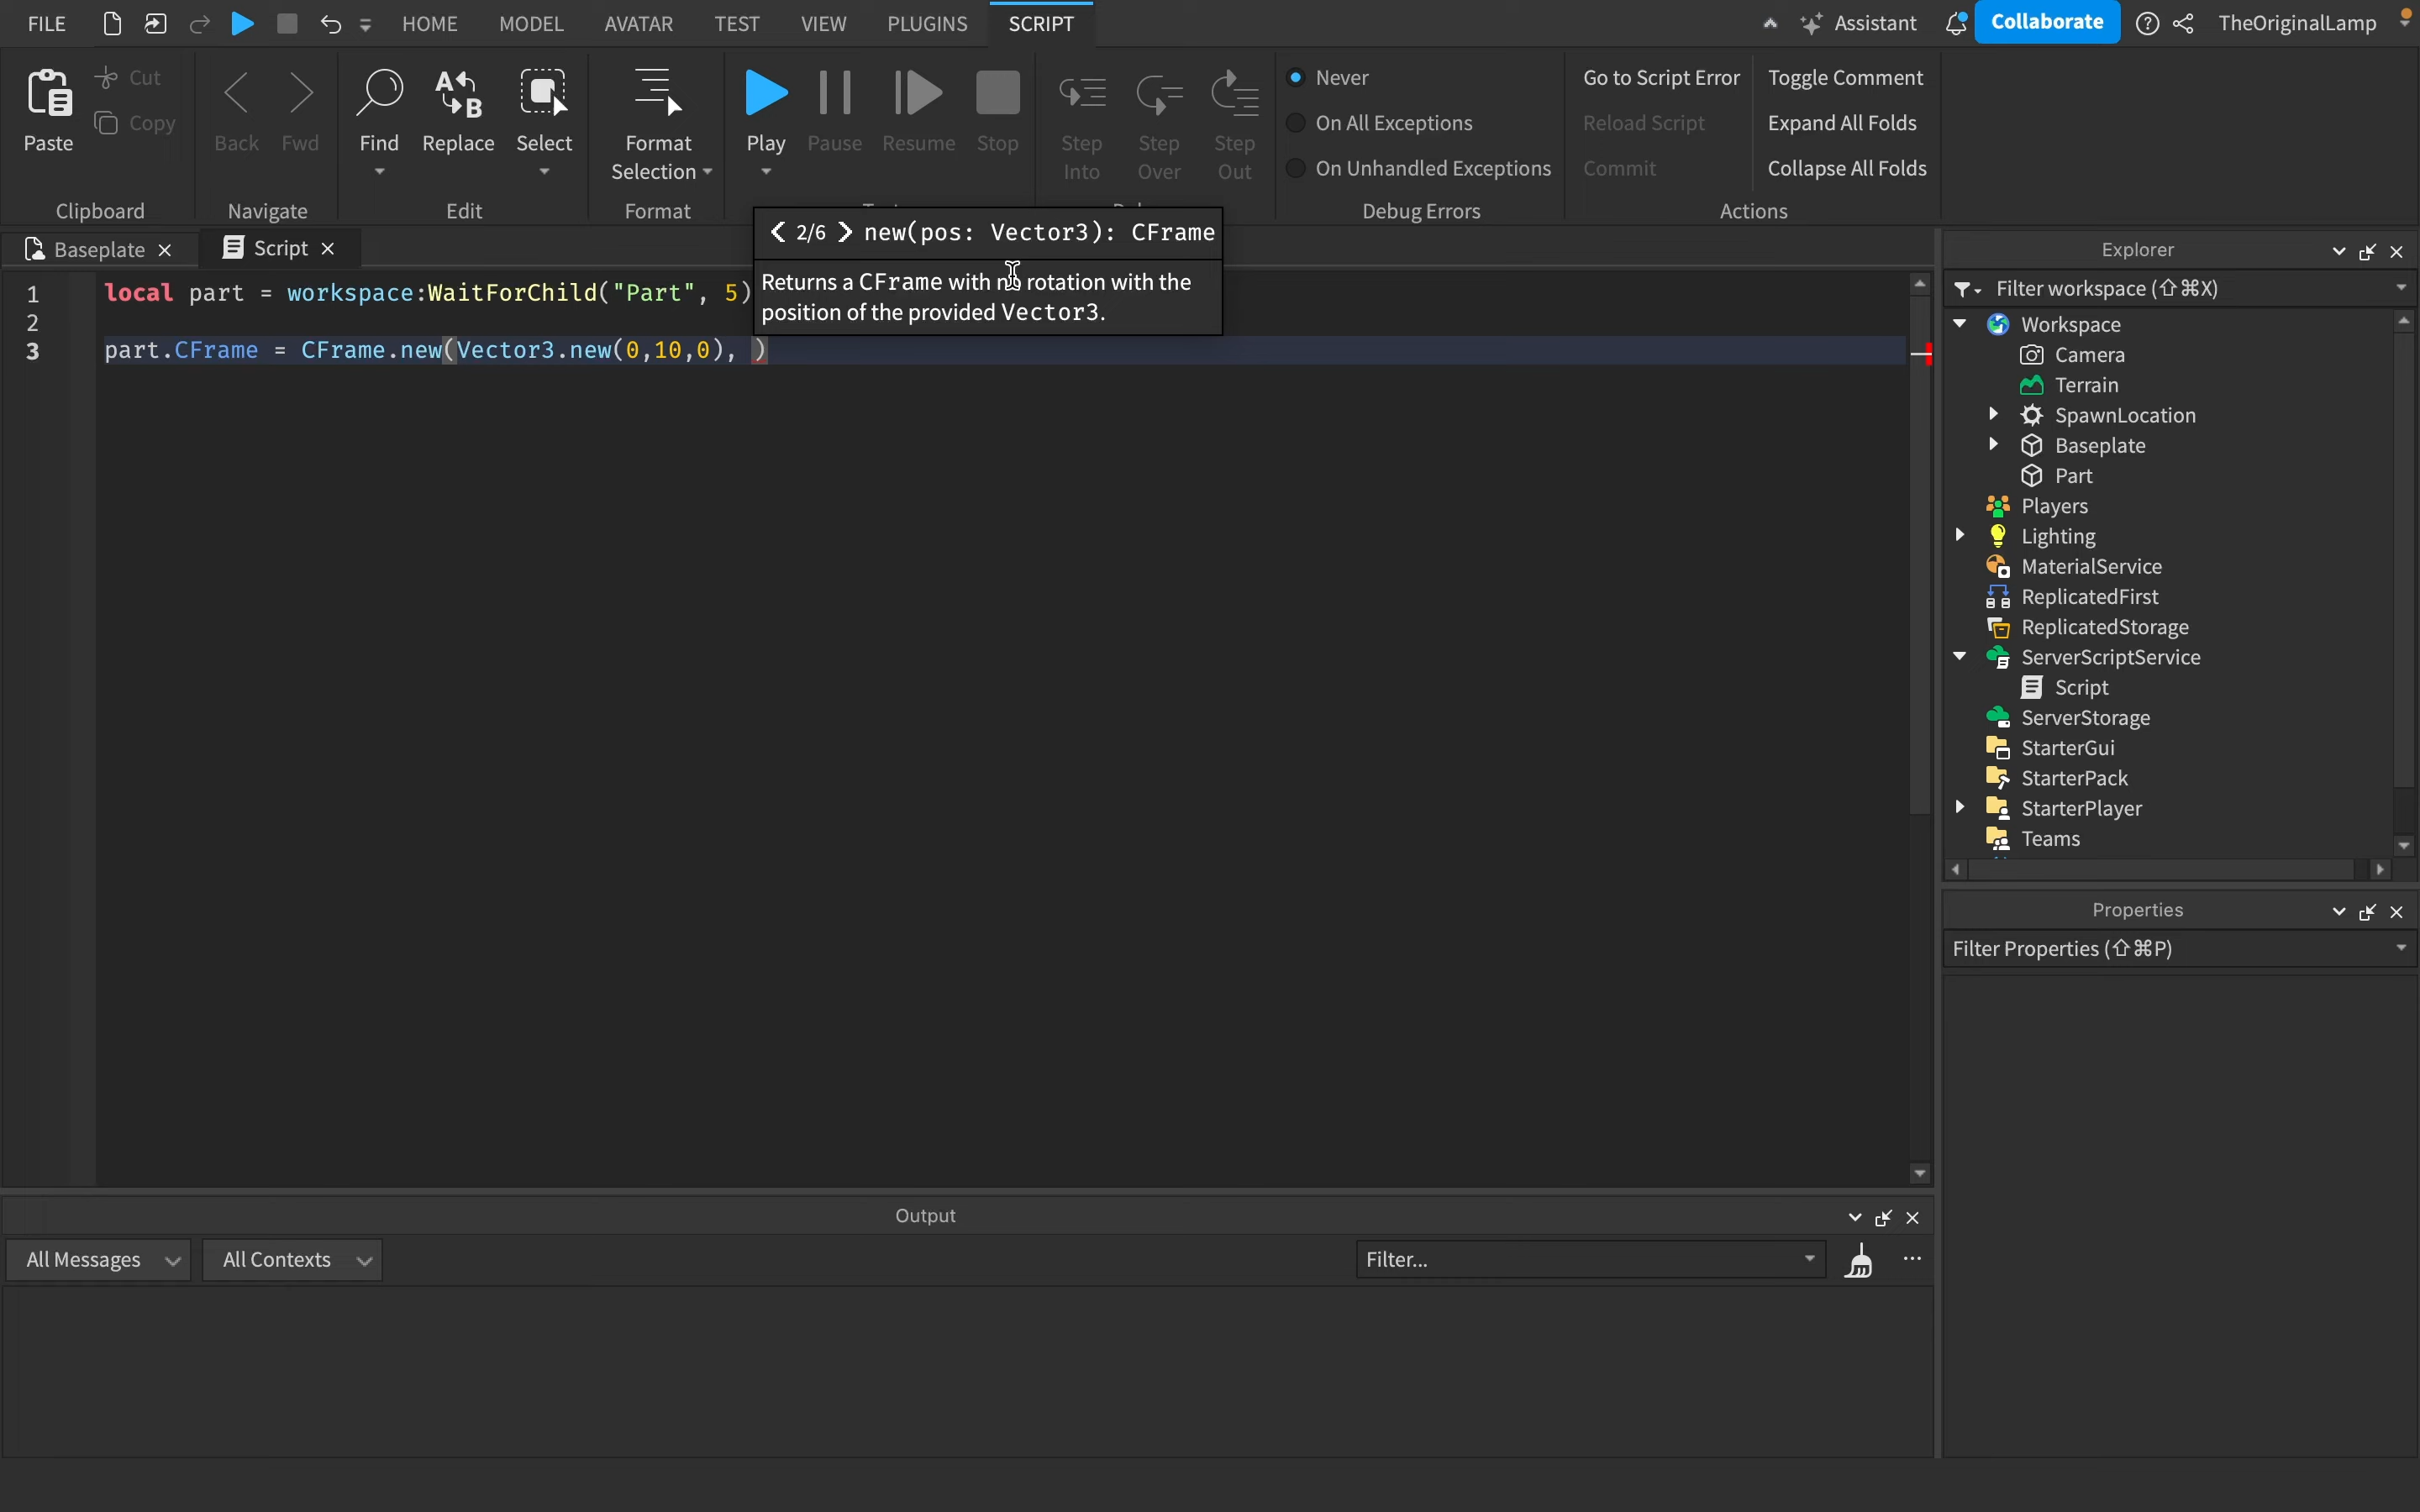 FILE HOME MODEL AVATAR TEST VIEW PLUGINS SCRIPT Assistant Collaborate TheOriginalLamp
Paste Cut Copy
Clipboard
Back Fwd
Navigate
Find Replace Select
Edit
Format Selection
Format
Play Pause Resume Stop
Step Into Step Over Step Out
Never
On All Exceptions
On Unhandled Exceptions
Debug Errors
Go to Script Error Toggle Comment
Reload Script Expand All Folds
Commit Collapse All Folds
Actions
Baseplate Script
2/6 new(pos: Vector3): CFrame
Returns a CFrame with no rotation with the
position of the provided Vector3.
1 local part = workspace:WaitForChild("Part", 5)
2
3 part.CFrame = CFrame.new(Vector3.new(0,10,0), )
Explorer
Filter workspace (⇧⌘X)
Workspace
Camera
Terrain
SpawnLocation
Baseplate
Part
Players
Lighting
MaterialService
ReplicatedFirst
ReplicatedStorage
ServerScriptService
Script
ServerStorage
StarterGui
StarterPack
StarterPlayer
Teams
Properties
Filter Properties (⇧⌘P)
Output
All Messages All Contexts Filter...